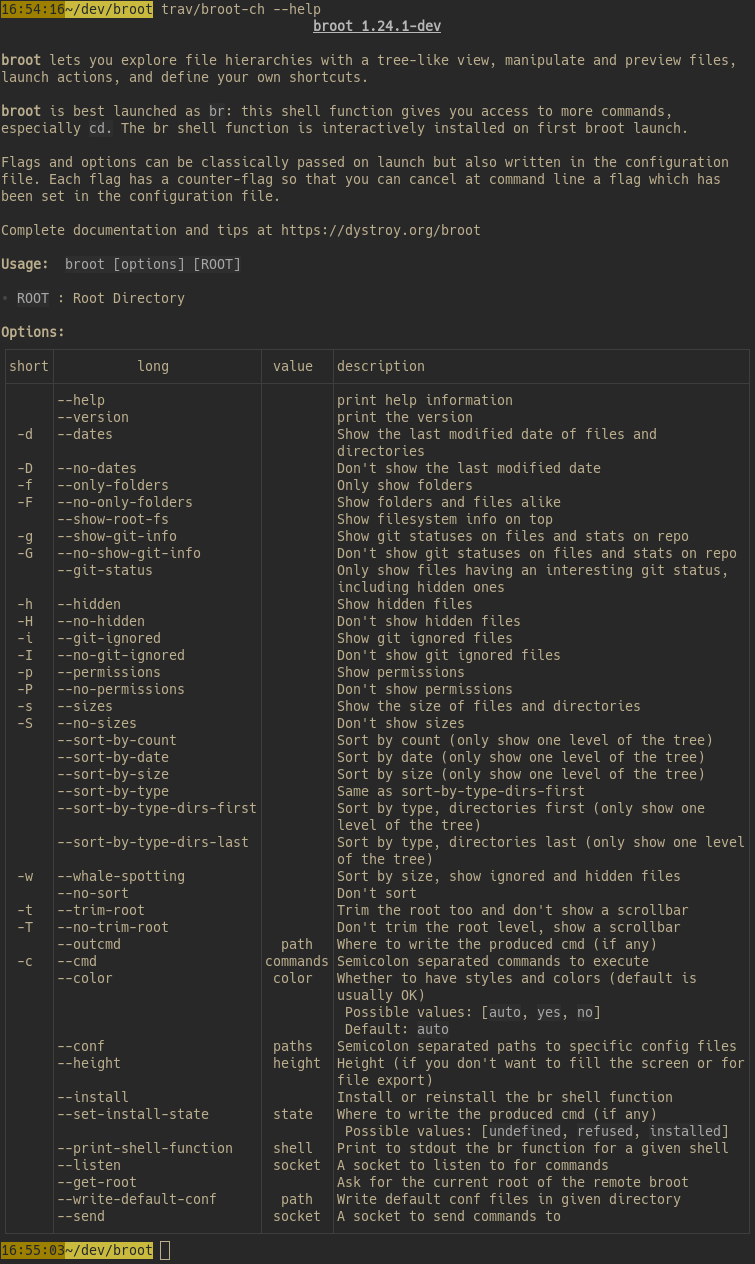 16:54:16~/dev/broot trav/broot-ch --help
broot 1.24.1-dev
broot lets you explore file hierarchies with a tree-like view, manipulate and preview files,
launch actions, and define your own shortcuts.
broot is best launched as br: this shell function gives you access to more commands,
especially cd. The br shell function is interactively installed on first broot launch.
Flags and options can be classically passed on launch but also written in the configuration
file. Each flag has a counter-flag so that you can cancel at command line a flag which has
been set in the configuration file.
Complete documentation and tips at https://dystroy.org/broot
Usage: broot [options] [ROOT]
• ROOT : Root Directory
Options:
short long value description
--help print help information
--version print the version
-d --dates Show the last modified date of files and
directories
-D --no-dates Don't show the last modified date
-f --only-folders Only show folders
-F --no-only-folders Show folders and files alike
--show-root-fs Show filesystem info on top
-g --show-git-info Show git statuses on files and stats on repo
-G --no-show-git-info Don't show git statuses on files and stats on repo
--git-status Only show files having an interesting git status,
including hidden ones
-h --hidden Show hidden files
-H --no-hidden Don't show hidden files
-i --git-ignored Show git ignored files
-I --no-git-ignored Don't show git ignored files
-p --permissions Show permissions
-P --no-permissions Don't show permissions
-s --sizes Show the size of files and directories
-S --no-sizes Don't show sizes
--sort-by-count Sort by count (only show one level of the tree)
--sort-by-date Sort by date (only show one level of the tree)
--sort-by-size Sort by size (only show one level of the tree)
--sort-by-type Same as sort-by-type-dirs-first
--sort-by-type-dirs-first Sort by type, directories first (only show one
level of the tree)
--sort-by-type-dirs-last Sort by type, directories last (only show one level
of the tree)
-w --whale-spotting Sort by size, show ignored and hidden files
--no-sort Don't sort
-t --trim-root Trim the root too and don't show a scrollbar
-T --no-trim-root Don't trim the root level, show a scrollbar
--outcmd path Where to write the produced cmd (if any)
-c --cmd commands Semicolon separated commands to execute
--color color Whether to have styles and colors (default is
usually OK)
Possible values: [auto, yes, no]
Default: auto
--conf paths Semicolon separated paths to specific config files
--height height Height (if you don't want to fill the screen or for
file export)
--install Install or reinstall the br shell function
--set-install-state state Where to write the produced cmd (if any)
Possible values: [undefined, refused, installed]
--print-shell-function shell Print to stdout the br function for a given shell
--listen socket A socket to listen to for commands
--get-root Ask for the current root of the remote broot
--write-default-conf path Write default conf files in given directory
--send socket A socket to send commands to
16:55:03~/dev/broot